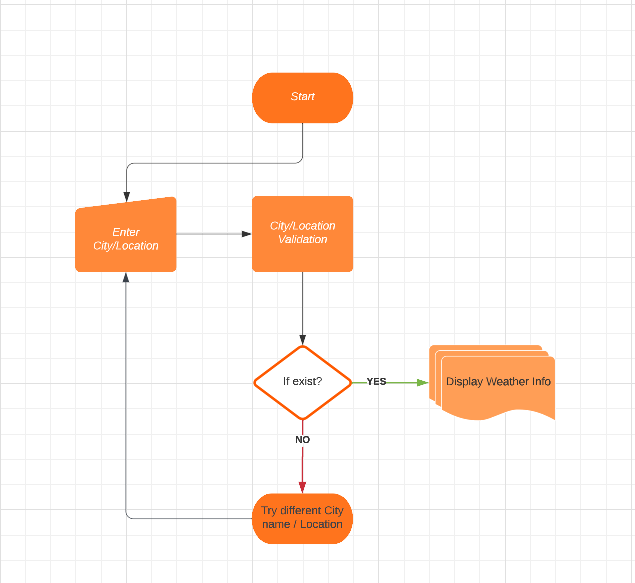 Start
Enter
City/Location
City/Location
Validation
If exist?
YES
Display Weather Info
NO
Try different City
name / Location